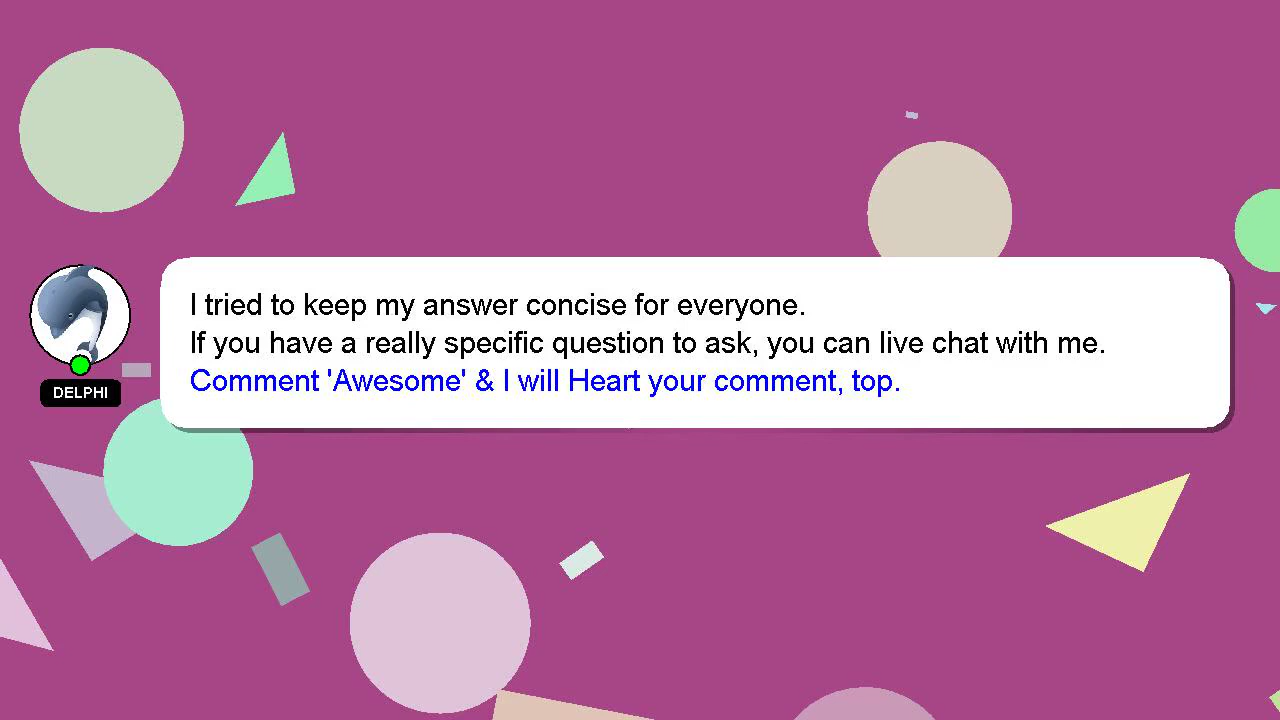 I tried to keep my answer concise for everyone.
If you have a really specific question to ask, you can live chat with me.
Comment 'Awesome' & I will Heart your comment, top.
DELPHI